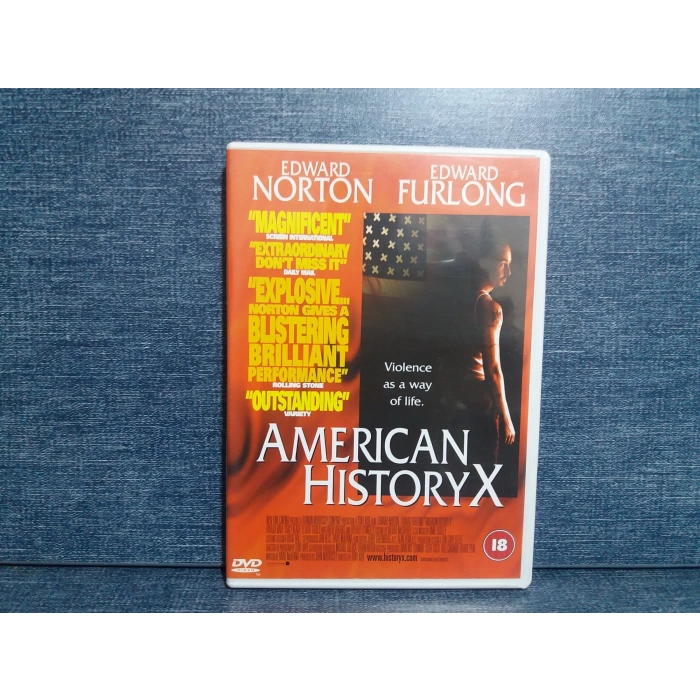 EDWARD
NORTON
EDWARD
FURLONG
"MAGNIFICENT"
SCREEN INTERNATIONAL
"EXTRAORDINARY
DON'T MISS IT"
DAILY MAIL
"EXPLOSIVE...
NORTON GIVES A
BLISTERING
BRILLIANT
PERFORMANCE"
ROLLING STONE
"OUTSTANDING"
VARIETY
Violence
as a way
of life.
AMERICAN
HISTORY X
www.historyx.com
18
DVD
VIDEO